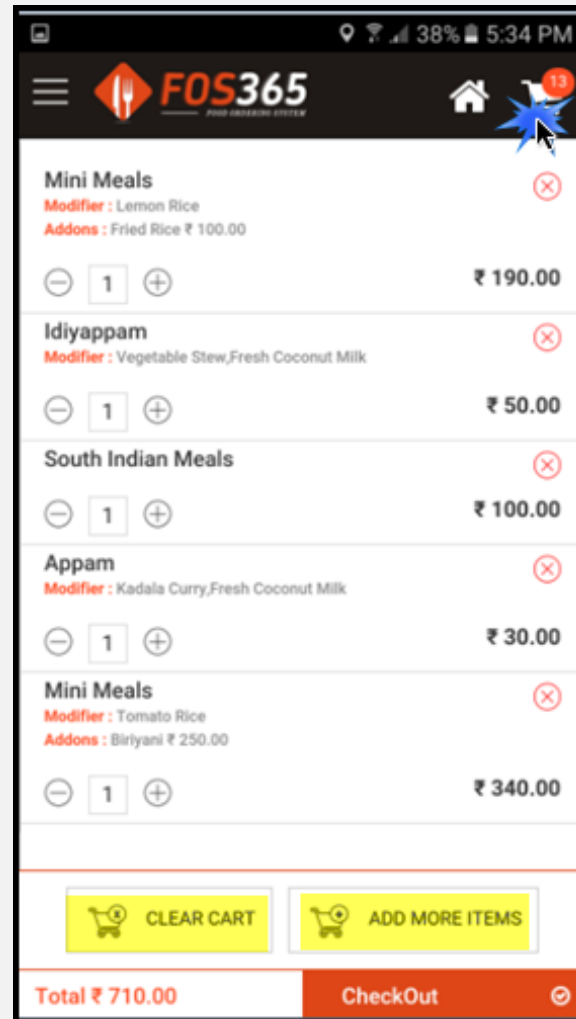 38% 5:34 PM
FOS365
FOOD ORDERING SYSTEM
13
Mini Meals
Modifier : Lemon Rice
Addons : Fried Rice ₹ 100.00
1
₹ 190.00
Idiyappam
Modifier : Vegetable Stew,Fresh Coconut Milk
1
₹ 50.00
South Indian Meals
1
₹ 100.00
Appam
Modifier : Kadala Curry,Fresh Coconut Milk
1
₹ 30.00
Mini Meals
Modifier : Tomato Rice
Addons : Biriyani ₹ 250.00
1
₹ 340.00
CLEAR CART
ADD MORE ITEMS
Total ₹ 710.00
CheckOut